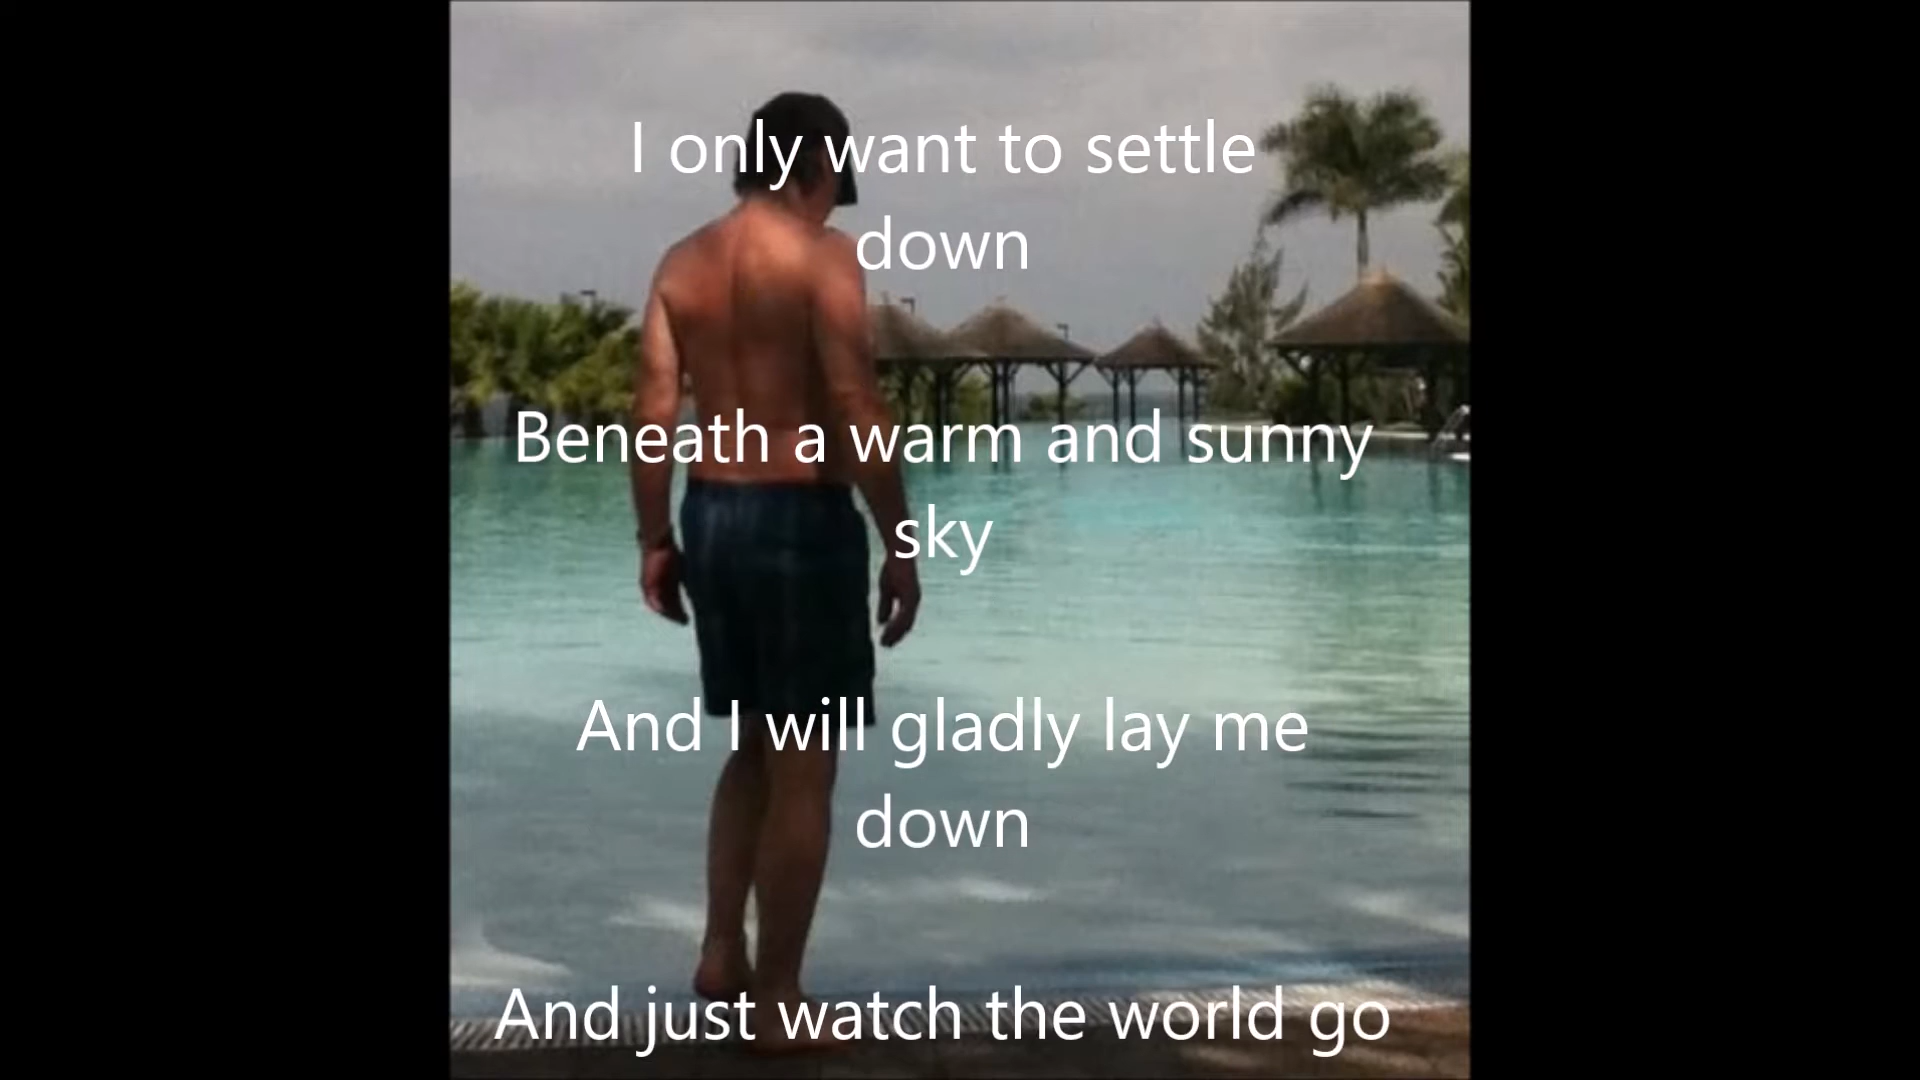 I only want to settle
down
Beneath a warm and sunny
sky
And I will gladly lay me
down
And just watch the world go